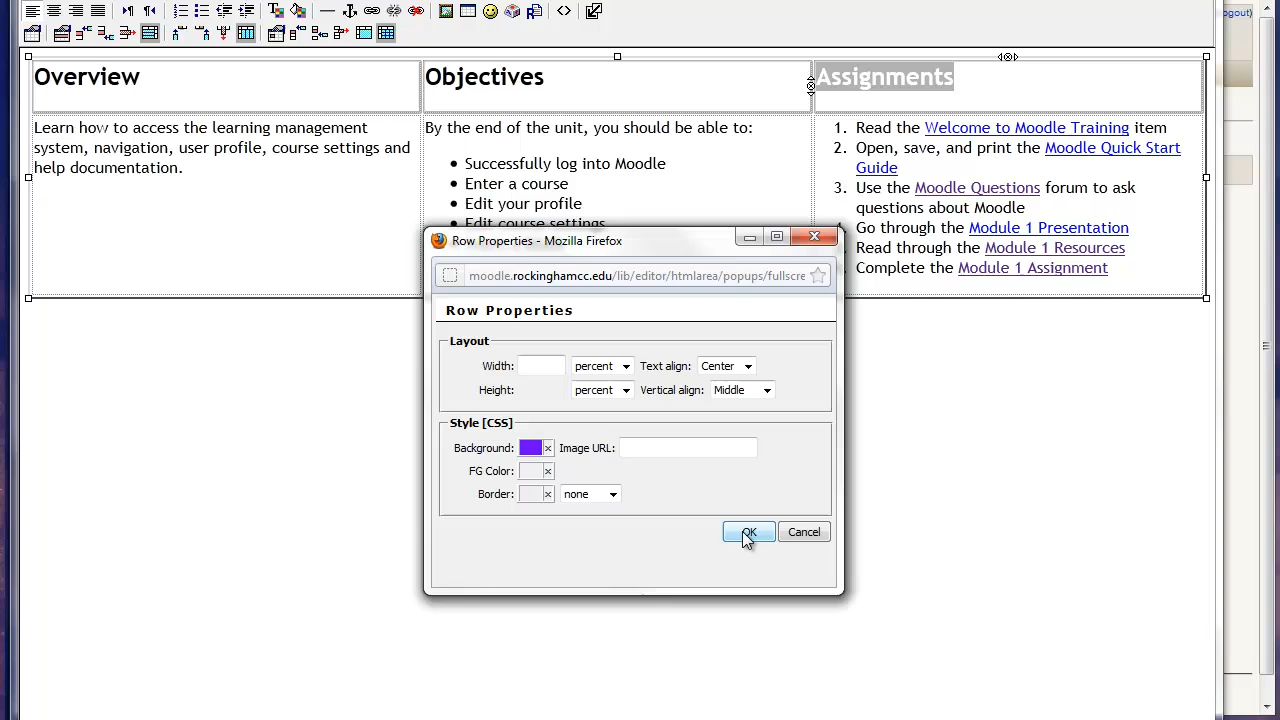 ogout)
Overview
Objectives
Assignments
Learn how to access the learning management
system, navigation, user profile, course settings and
help documentation.
By the end of the unit, you should be able to:
Successfully log into Moodle
Enter a course
Edit your profile
Edit course settings
1. Read the Welcome to Moodle Training item
2. Open, save, and print the Moodle Quick Start
Guide
3. Use the Moodle Questions forum to ask
questions about Moodle
Go through the Module 1 Presentation
Read through the Module 1 Resources
Complete the Module 1 Assignment
Row Properties - Mozilla Firefox
moodle.rockinghamcc.edu/lib/editor/htmlarea/popups/fullscre
Row Properties
Layout
Width: percent Text align: Center
Height: percent Vertical align: Middle
Style [CSS]
Background: × Image URL:
FG Color: ×
Border: × none
OK Cancel